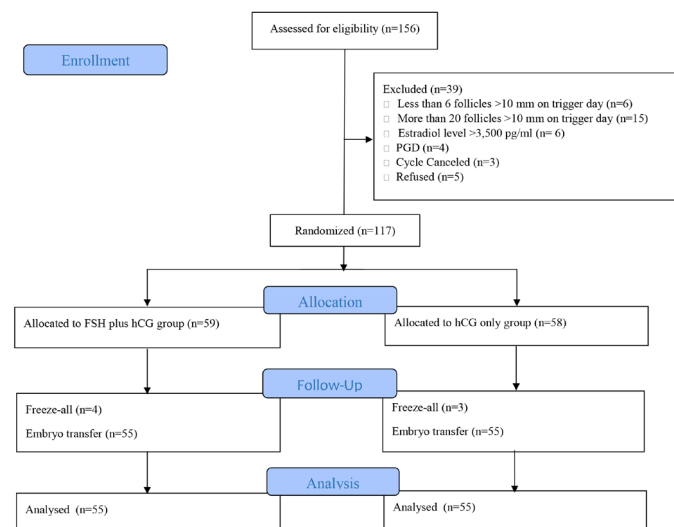 Assessed for eligibility (n=156)
Enrollment
Excluded (n=39)
Less than 6 follicles >10 mm on trigger day (n=6)
More than 20 follicles >10 mm on trigger day (n=15)
Estradiol level >3,500 pg/ml (n= 6)
PGD (n=4)
Cycle Canceled (n=3)
Refused (n=5)
Randomized (n=117)
Allocation
Allocated to FSH plus hCG group (n=59)
Allocated to hCG only group (n=58)
Follow-Up
Freeze-all (n=4)
Embryo transfer (n=55)
Freeze-all (n=3)
Embryo transfer (n=55)
Analysis
Analysed (n=55)
Analysed (n=55)